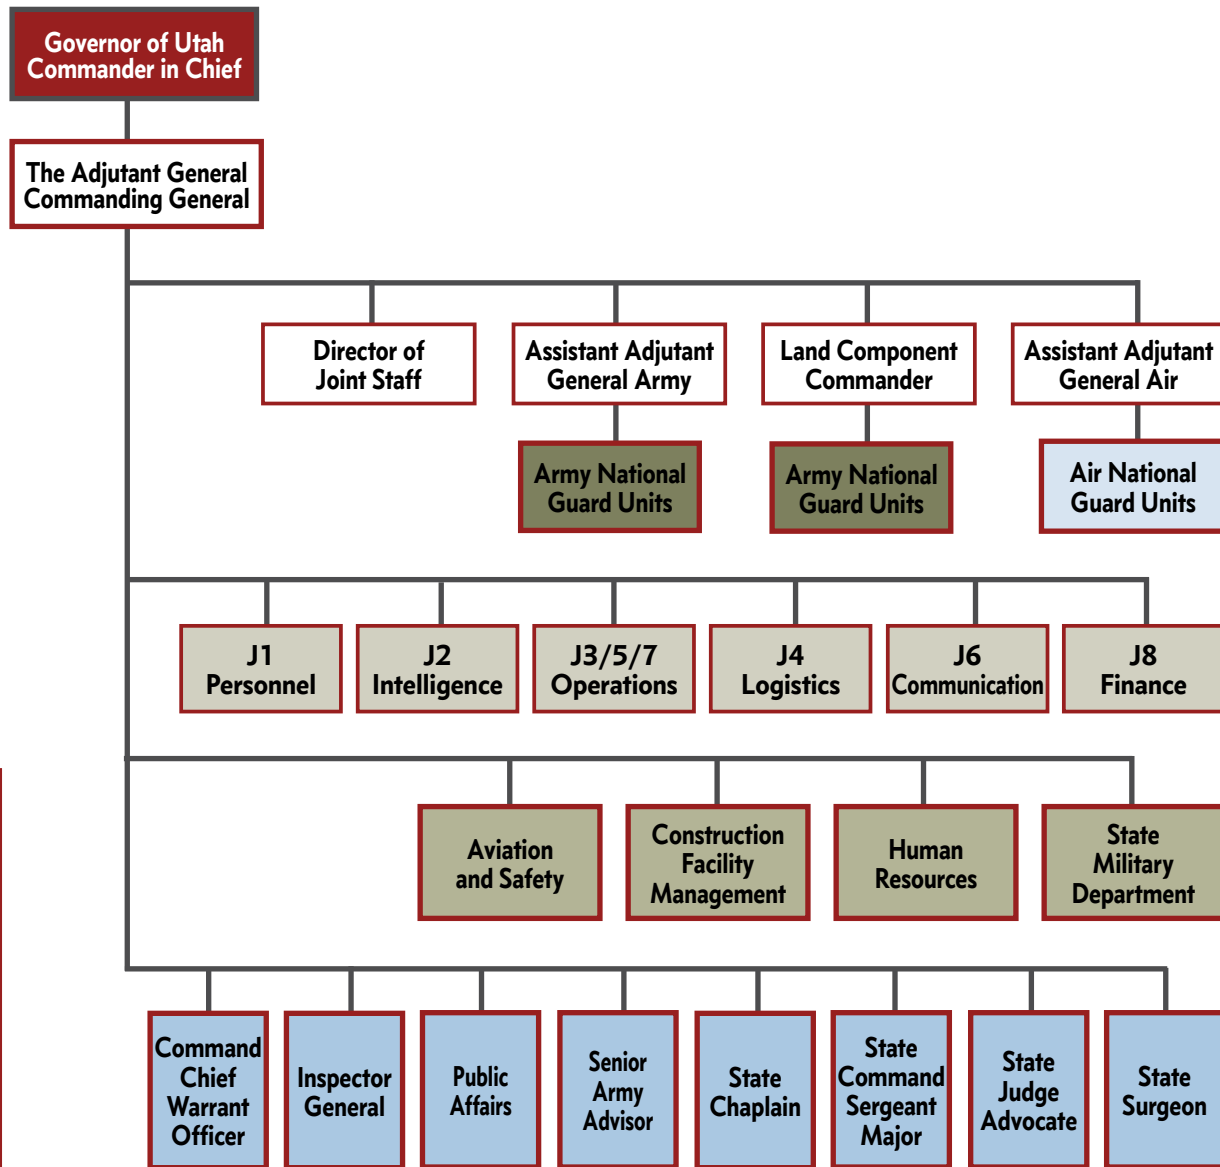 Governor of Utah
Commander in Chief
The Adjutant General
Commanding General
Director of
Joint Staff
Assistant Adjutant
General Army
Land Component
Commander
Assistant Adjutant
General Air
Army National
Guard Units
Army National
Guard Units
Air National
Guard Units
J1
Personnel
J2
Intelligence
J3/5/7
Operations
J4
Logistics
J6
Communication
J8
Finance
Aviation
and Safety
Construction
Facility
Management
Human
Resources
State
Military
Department
Command
Chief
Warrant
Officer
Inspector
General
Public
Affairs
Senior
Army
Advisor
State
Chaplain
State
Command
Sergeant
Major
State
Judge
Advocate
State
Surgeon